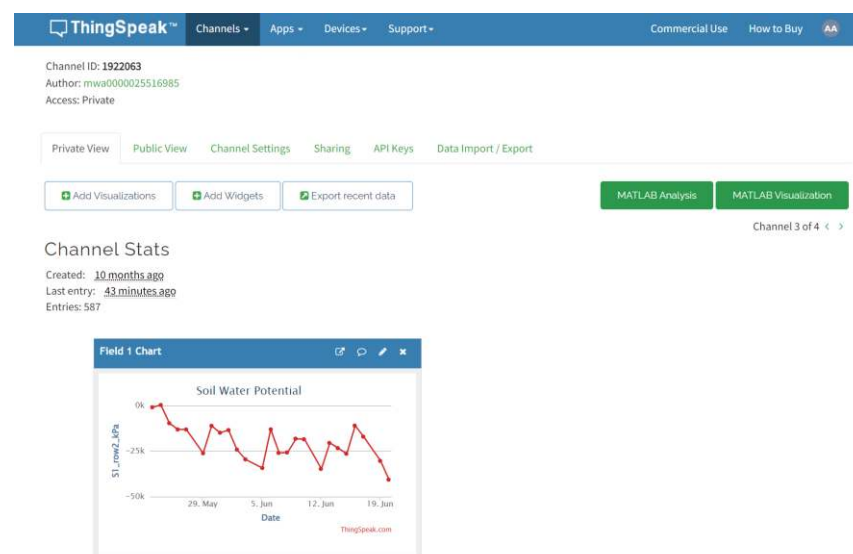 ThingSpeak™ Channels Apps Devices Support Commercial Use How to Buy AA
Channel ID: 1922063
Author: mwa0000025516985
Access: Private
Private View Public View Channel Settings Sharing API Keys Data Import / Export
Add Visualizations Add Widgets Export recent data MATLAB Analysis MATLAB Visualization
Channel 3 of 4 < >
Channel Stats
Created: 10 months ago
Last entry: 43 minutes ago
Entries: 587
Field 1 Chart
Soil Water Potential
S1_row2_kPa
0k
-25k
-50k
29. May 5. Jun 12. Jun 19. Jun
Date
ThingSpeak.com